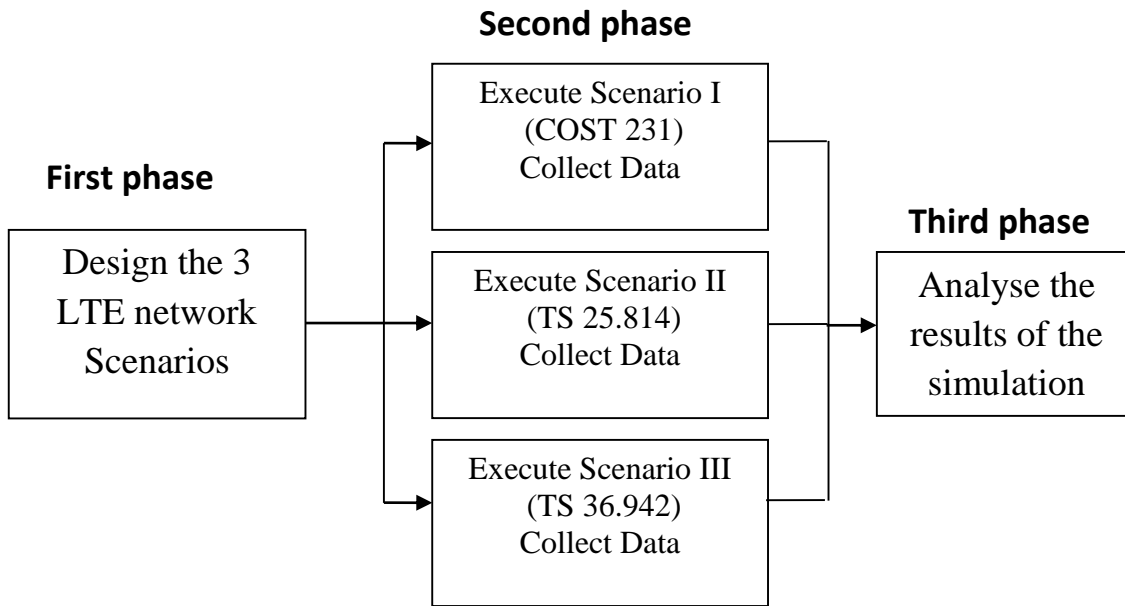 First phase
Design the 3
LTE network
Scenarios
Second phase
Execute Scenario I
(COST 231)
Collect Data
Execute Scenario II
(TS 25.814)
Collect Data
Execute Scenario III
(TS 36.942)
Collect Data
Third phase
Analyse the
results of the
simulation